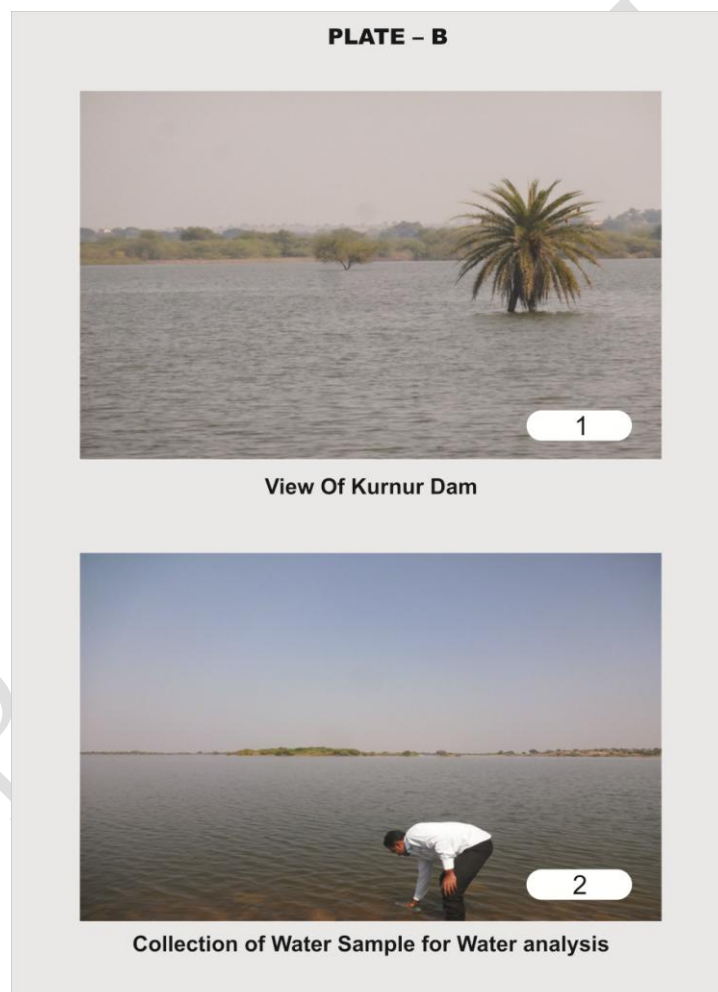 PLATE – B
1
View Of Kurnur Dam
2
Collection of Water Sample for Water analysis